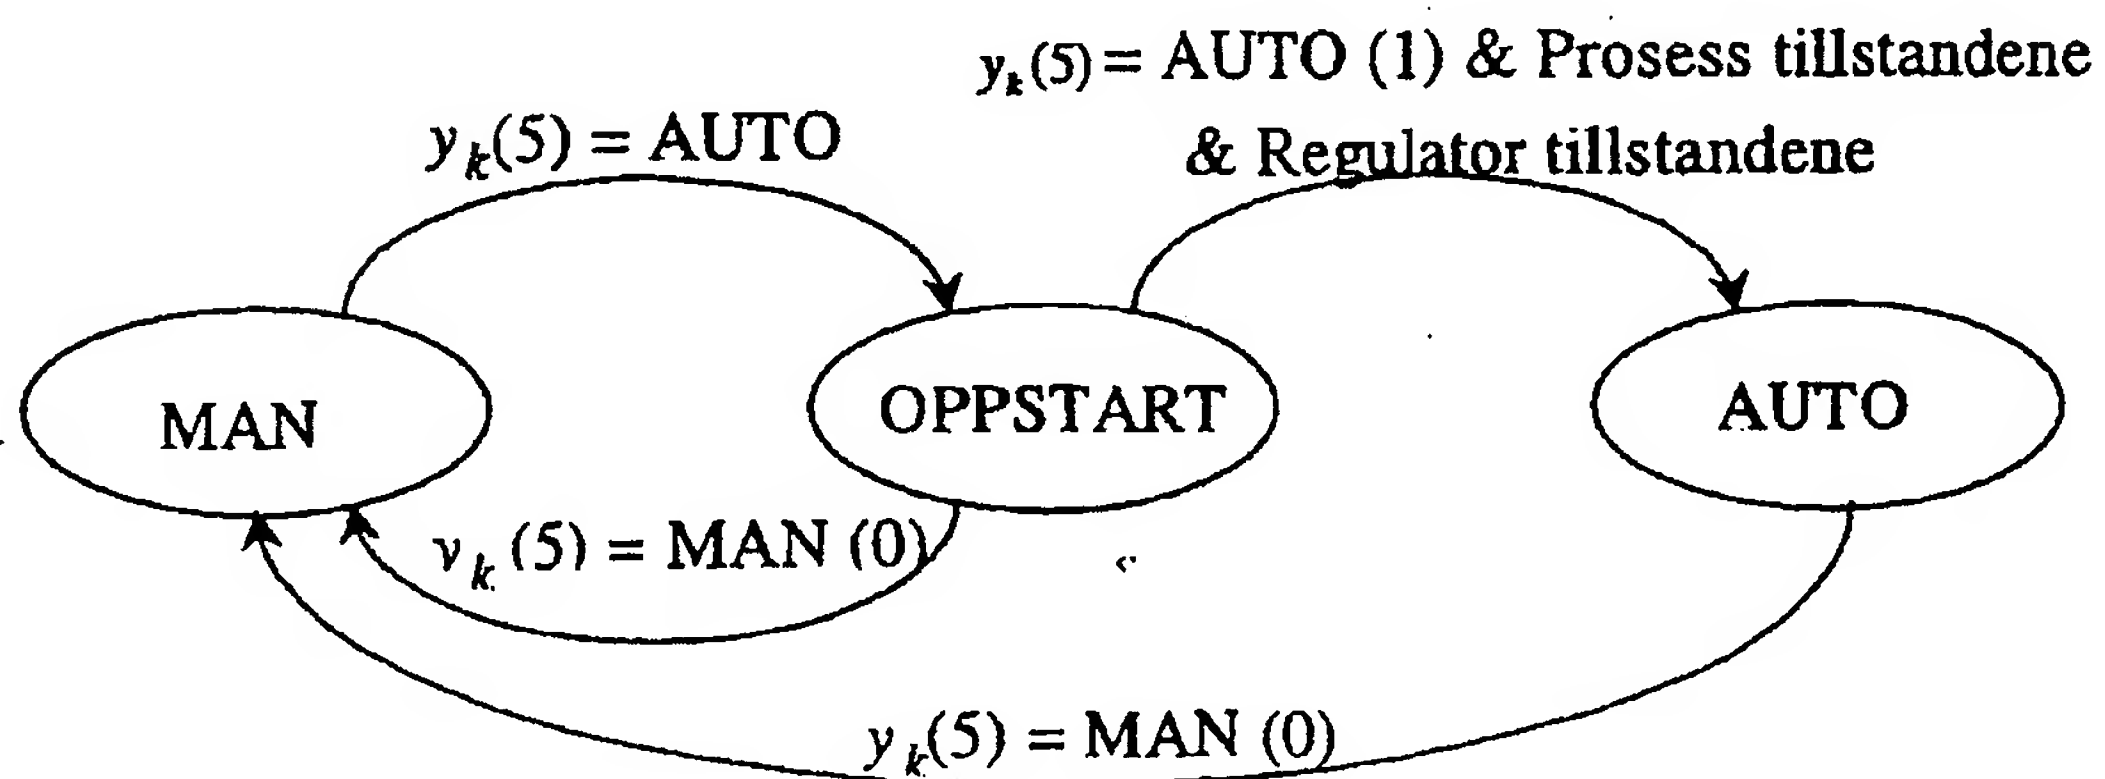 y_k(5) = AUTO (1) & Prosess tillstandene
& Regulator tillstandene
y_k(5) = AUTO
MAN
OPPSTART
AUTO
y_k(5) = MAN (0)
y_k(5) = MAN (0)